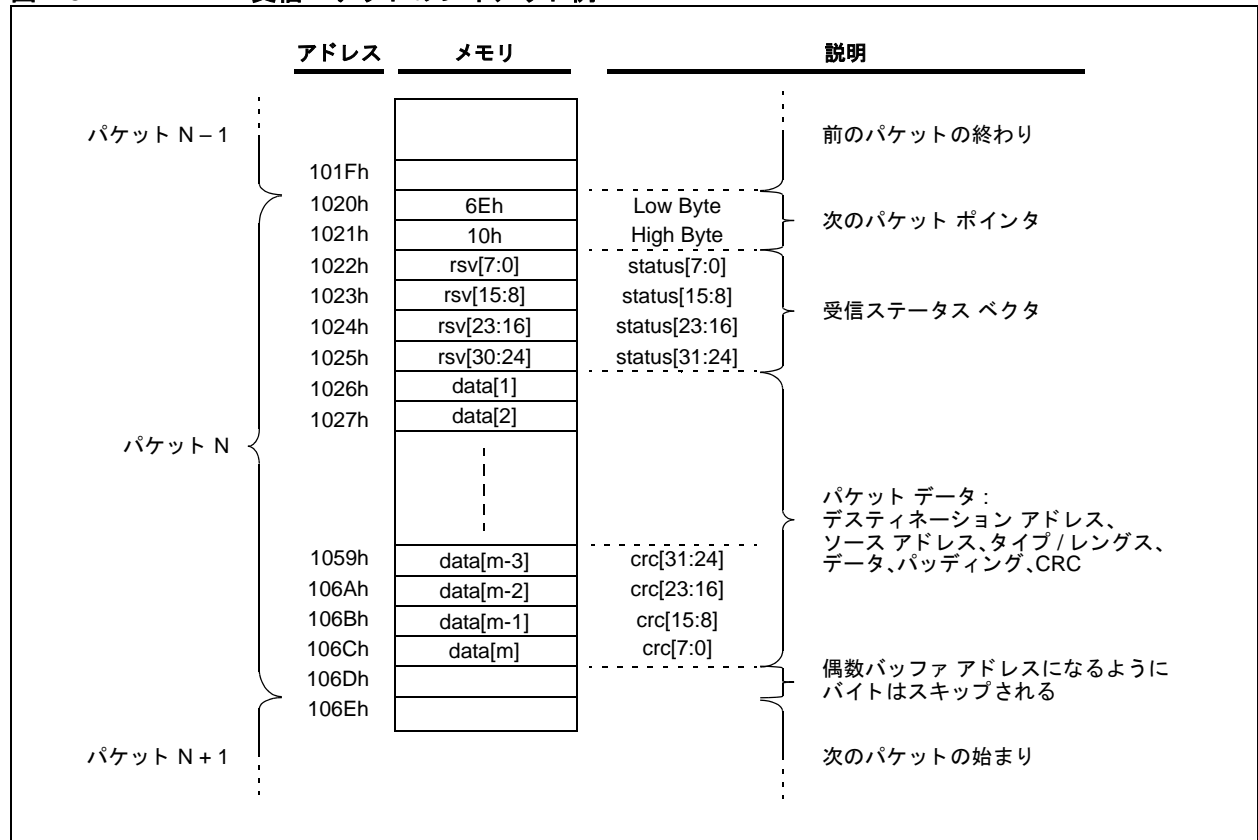 アドレス メモリ 説明
パケット N – 1 前のパケットの終わり
101Fh
1020h 6Eh Low Byte
次のパケット ポインタ
1021h 10h High Byte
1022h rsv[7:0] status[7:0]
1023h rsv[15:8] status[15:8]
受信ステータス ベクタ
1024h rsv[23:16] status[23:16]
1025h rsv[30:24] status[31:24]
1026h data[1]
1027h data[2]
パケット N
パケット データ :
デスティネーション アドレス、
ソース アドレス、タイプ / レングス、
データ、パッディング、CRC
1059h data[m-3] crc[31:24]
106Ah data[m-2] crc[23:16]
106Bh data[m-1] crc[15:8]
106Ch data[m] crc[7:0]
偶数バッファ アドレスになるように
バイトはスキップされる
106Dh
106Eh
パケット N + 1 次のパケットの始まり